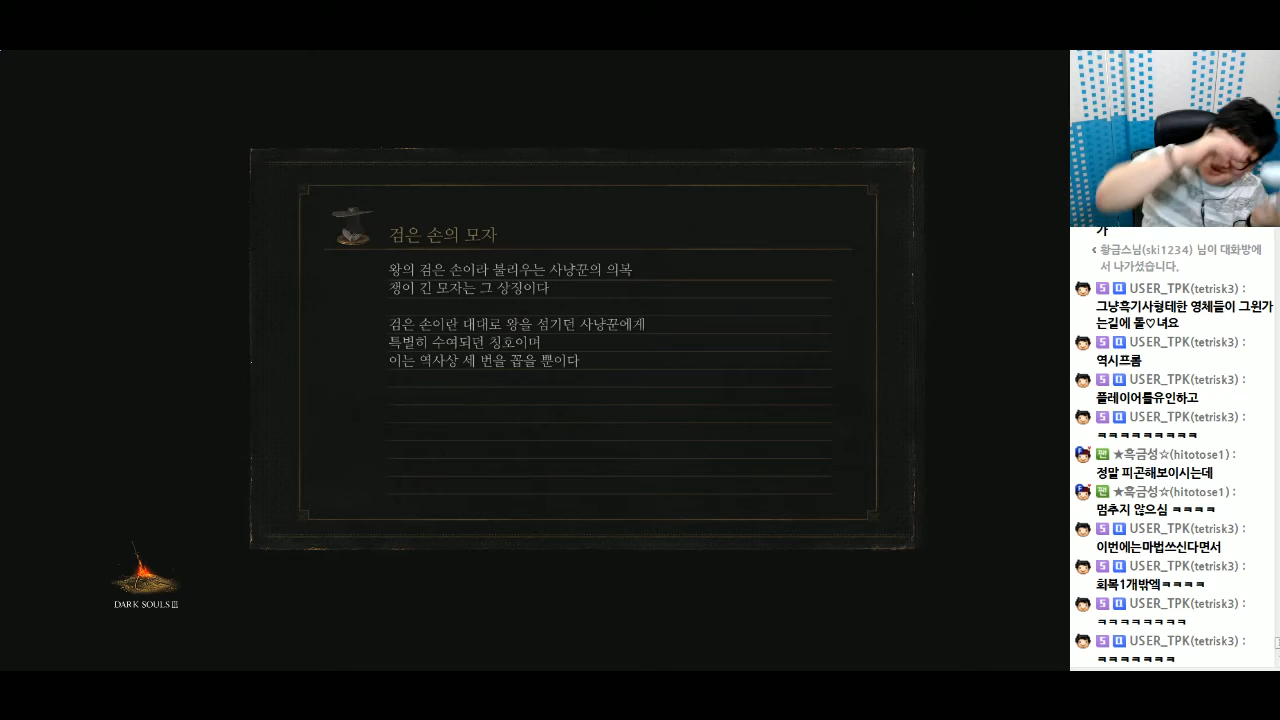 검은 손의 모자
왕의 검은 손이라 불리우는 사냥꾼의 의복
챙이 긴 모자는 그 상징이다
검은 손이란 대대로 왕을 섬기던 사냥꾼에게
특별히 수여되던 칭호이며
이는 역사상 세 번을 꼽을 뿐이다
DARK SOULS III
가
황금스님(ski1234) 님이 대화방에
서 나가셨습니다.
USER_TPK(tetrisk3) :
그냥흑기사형테한 영체들이 그윈가
는길에 돌♡녀요
USER_TPK(tetrisk3) :
역시프롬
USER_TPK(tetrisk3) :
플레이어를유인하고
USER_TPK(tetrisk3) :
ㅋㅋㅋㅋㅋㅋㅋㅋㅋ
팬 ★흑금성☆(hitotose1) :
정말 피곤해보이시는데
팬 ★흑금성☆(hitotose1) :
멈추지 않으심 ㅋㅋㅋㅋ
USER_TPK(tetrisk3) :
이번에는마법쓰신다면서
USER_TPK(tetrisk3) :
회복1개밖엨ㅋㅋㅋㅋ
USER_TPK(tetrisk3) :
ㅋㅋㅋㅋㅋㅋㅋㅋ
USER_TPK(tetrisk3) :
ㅋㅋㅋㅋㅋㅋㅋ